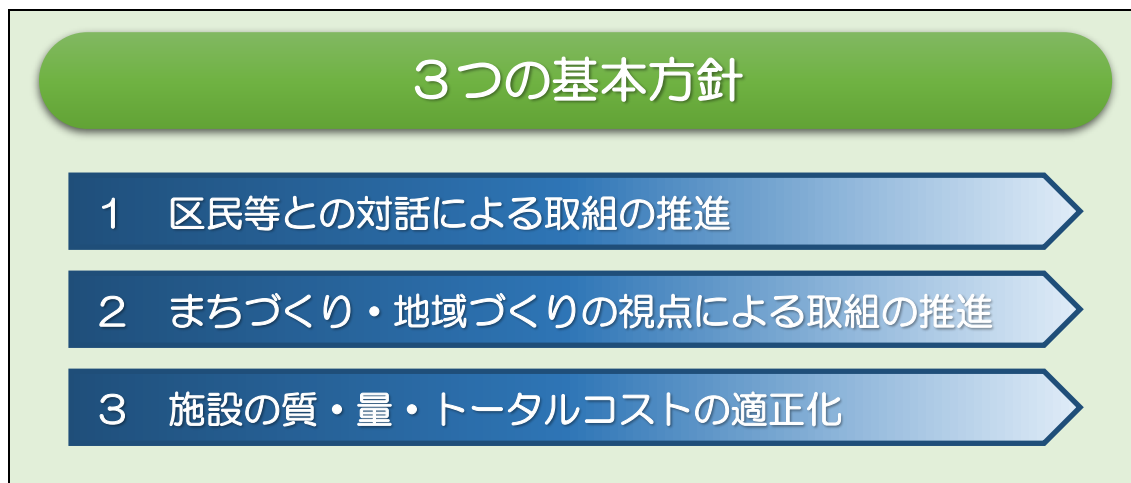 ３つの基本方針
１　区民等との対話による取組の推進
２　まちづくり・地域づくりの視点による取組の推進
３　施設の質・量・トータルコストの適正化